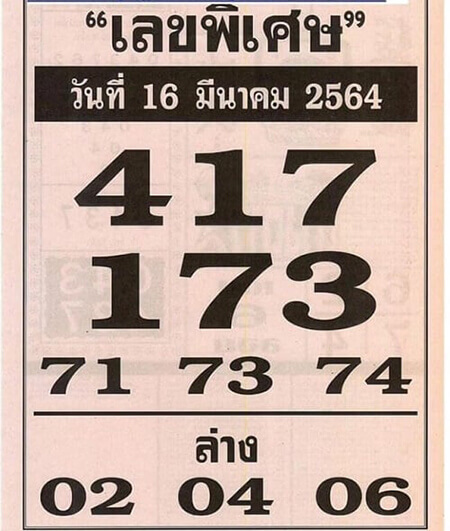 “เลขพิเศษ”
วันที่ 16 มีนาคม 2564
417
173
71 73 74
ล่าง
02 04 06